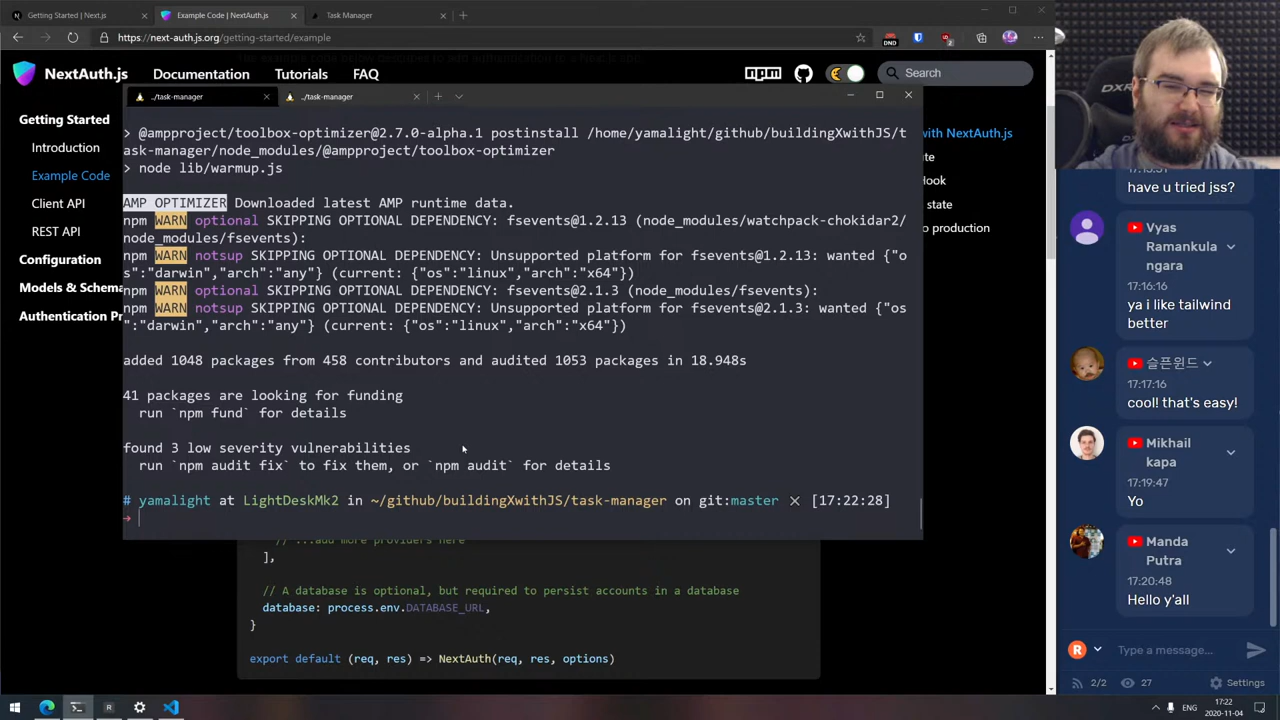 Getting Started | Next.js
Example Code | NextAuth.js
Task Manager
https://next-auth.js.org/getting-started/example
DND
2
NextAuth.js
Documentation
Tutorials
FAQ
npm
Search
Getting Started
Introduction
Example Code
Client API
REST API
Configuration
Models & Schema
Authentication Pr
../task-manager
../task-manager
> @ampproject/toolbox-optimizer@2.7.0-alpha.1 postinstall /home/yamalight/github/buildingXwithJS/t
ask-manager/node_modules/@ampproject/toolbox-optimizer
> node lib/warmup.js
AMP OPTIMIZER Downloaded latest AMP runtime data.
npm WARN optional SKIPPING OPTIONAL DEPENDENCY: fsevents@1.2.13 (node_modules/watchpack-chokidar2/
node_modules/fsevents):
npm WARN notsup SKIPPING OPTIONAL DEPENDENCY: Unsupported platform for fsevents@1.2.13: wanted {"o
s":"darwin","arch":"any"} (current: {"os":"linux","arch":"x64"})
npm WARN optional SKIPPING OPTIONAL DEPENDENCY: fsevents@2.1.3 (node_modules/fsevents):
npm WARN notsup SKIPPING OPTIONAL DEPENDENCY: Unsupported platform for fsevents@2.1.3: wanted {"os
":"darwin","arch":"any"} (current: {"os":"linux","arch":"x64"})
added 1048 packages from 458 contributors and audited 1053 packages in 18.948s
41 packages are looking for funding
run `npm fund` for details
found 3 low severity vulnerabilities
run `npm audit fix` to fix them, or `npm audit` for details
# yamalight at LightDeskMk2 in ~/github/buildingXwithJS/task-manager on git:master × [17:22:28]
→
// ...add more providers here
],
// A database is optional, but required to persist accounts in a database
database: process.env.DATABASE_URL,
}
export default (req, res) => NextAuth(req, res, options)
with NextAuth.js
state
o production
DXR
have u tried jss?
Vyas
Ramankula
ngara
17:16:16
ya i like tailwind
better
슬픈윈드
17:17:16
cool! that's easy!
Mikhail
kapa
17:19:47
Yo
Manda
Putra
17:20:48
Hello y'all
R
Type a message...
2/2
27
Settings
ENG
17:22
2020-11-04